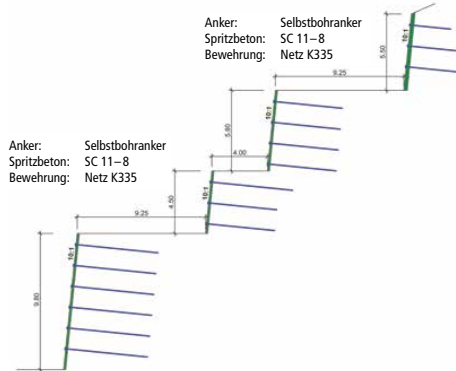 Anker: Selbstbohranker
Spritzbeton: SC 11–8
Bewehrung: Netz K335
5.50
10:1
9.25
5.80
10:1
Anker: Selbstbohranker
Spritzbeton: SC 11–8
Bewehrung: Netz K335
4.00
4.50
10:1
9.25
9.80
10:1